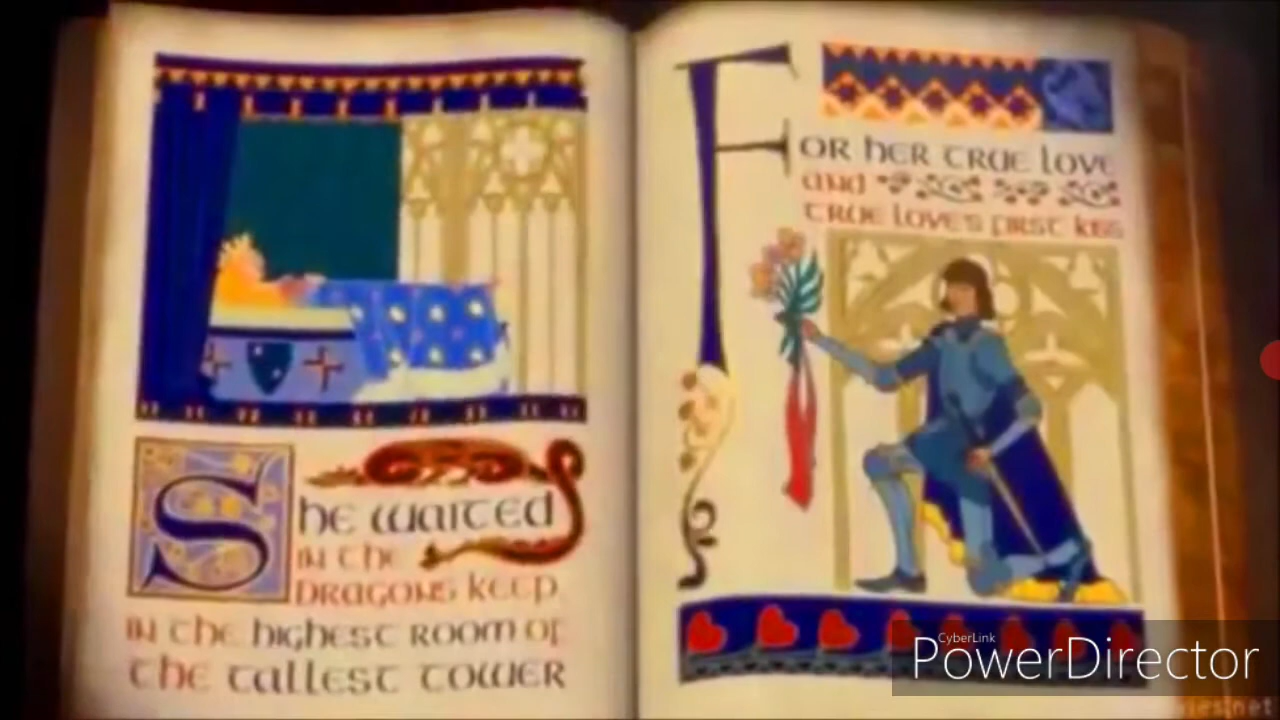 She waited
in the
dragons keep
in the highest room of
the tallest tower
For her true love
and
true love's first kiss
CyberLink
PowerDirector